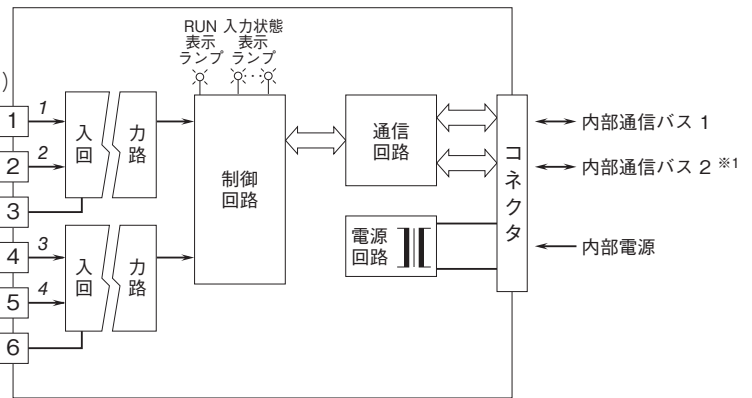 RUN 入力状態
表示 表示
ランプ ランプ
)
1 1
2 2
3
4 3
5 4
6
入 力
回 路
入 力
回 路
制御
回路
通信
回路
電源
回路
コネクタ
内部通信バス 1
内部通信バス 2 ※1
内部電源